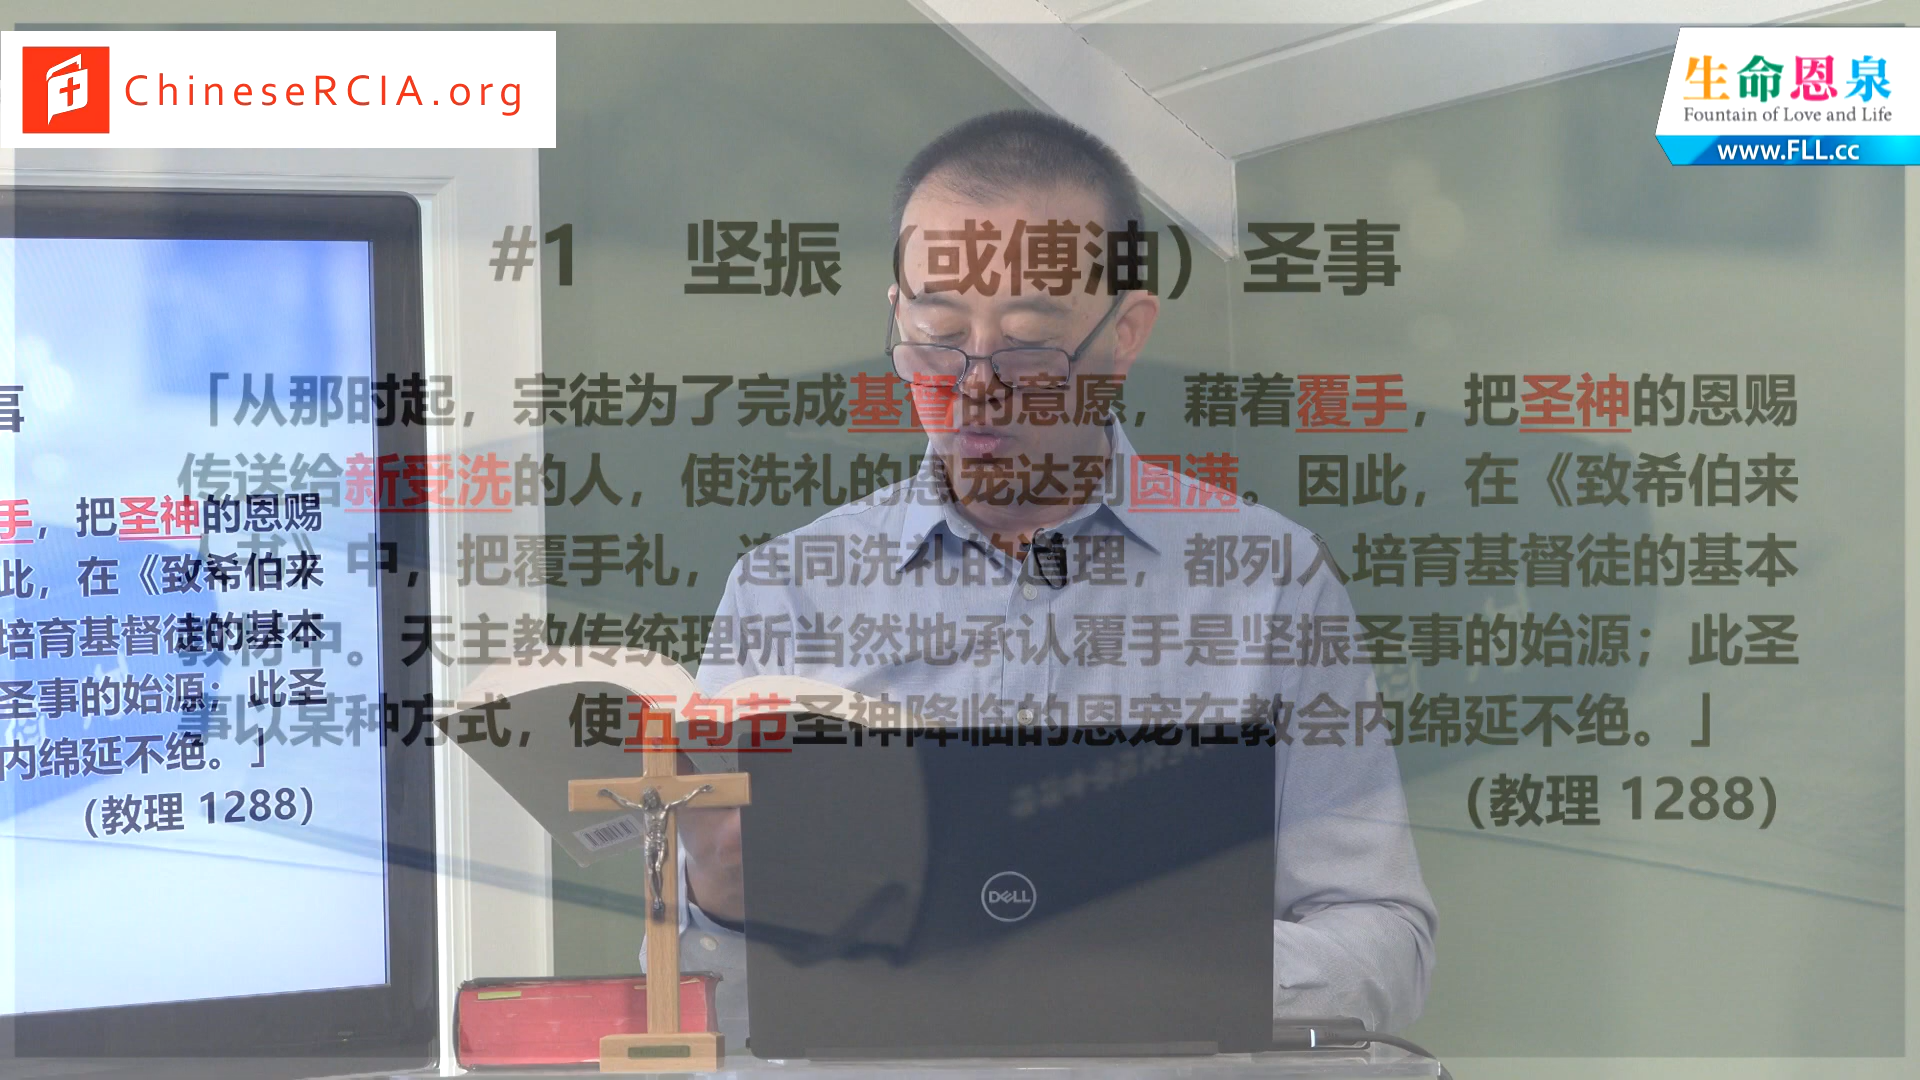 ChineseRCIA.org
生命恩泉
Fountain of Love and Life
www.FLL.cc
#1 坚振（或傅油）圣事
「从那时起，宗徒为了完成基督的意愿，藉着覆手，把圣神的恩赐
传送给新受洗的人，使洗礼的恩宠达到圆满。因此，在《致希伯来
书》中，把覆手礼，连同洗礼的道理，都列入培育基督徒的基本
教材中。天主教传统理所当然地承认覆手是坚振圣事的始源；此圣
事以某种方式，使五旬节圣神降临的恩宠在教会内绵延不绝。」
(教理 1288)
事
手，把圣神的恩赐
此，在《致希伯来
培育基督徒的基本
圣事的始源；此圣
内绵延不绝。」
(教理 1288)
DELL